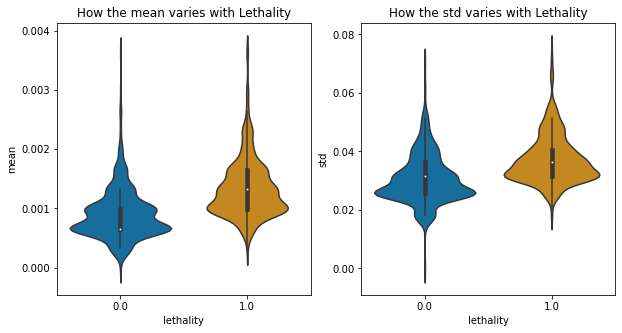 How the mean varies with Lethality
0.004
0.003
0.002
0.001
0.000
mean
0.0
1.0
lethality
How the std varies with Lethality
0.08
0.06
0.04
0.02
0.00
std
0.0
1.0
lethality